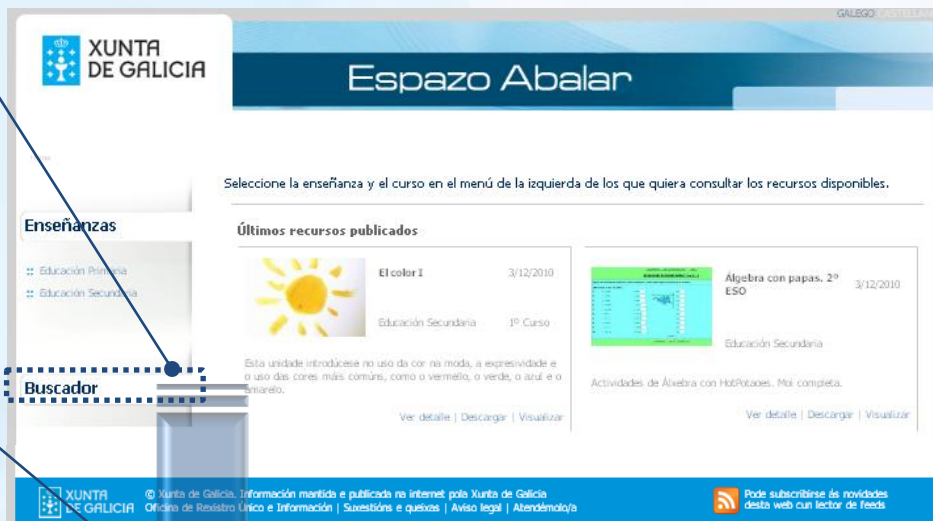 GALEGO CASTELLANO
XUNTA
DE GALICIA
Espazo Abalar
Seleccione la enseñanza y el curso en el menú de la izquierda de los que quiera consultar los recursos disponibles.
Enseñanzas
Educación Primaria
Educación Secundaria
Buscador
Últimos recursos publicados
El color I
3/12/2010
Educación Secundaria
1º Curso
Esta unidade introdúcese no uso da cor na moda, a expresividade e
o uso das cores máis comúns, como o vermello, o verde, o azul e o
amarelo.
Ver detalle | Descargar | Visualizar
Álgebra con papas. 2º
ESO
3/12/2010
Educación Secundaria
Actividades de Álxebra con HotPotaoes. Moi completa.
Ver detalle | Descargar | Visualizar
XUNTA
DE GALICIA
© Xunta de Galicia. Información mantida e publicada na internet pola Xunta de Galicia
Oficina de Rexistro Único e Información | Suxestións e queixas | Aviso legal | Atendémolo/a
Pode subscribirse ás novidades
desta web cun lector de feeds